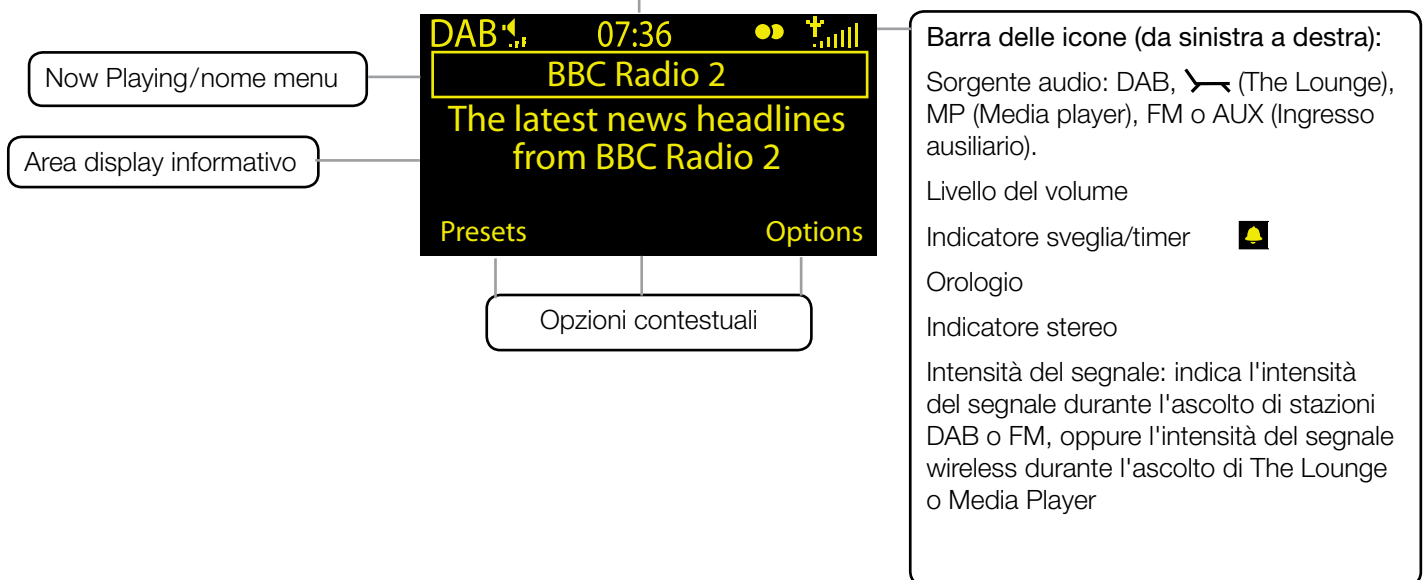 DAB 07:36
BBC Radio 2
The latest news headlines
from BBC Radio 2
Presets Options
Now Playing/nome menu
Area display informativo
Opzioni contestuali
Barra delle icone (da sinistra a destra):
Sorgente audio: DAB, (The Lounge),
MP (Media player), FM o AUX (Ingresso
ausiliario).
Livello del volume
Indicatore sveglia/timer
Orologio
Indicatore stereo
Intensità del segnale: indica l'intensità
del segnale durante l'ascolto di stazioni
DAB o FM, oppure l'intensità del segnale
wireless durante l'ascolto di The Lounge
o Media Player